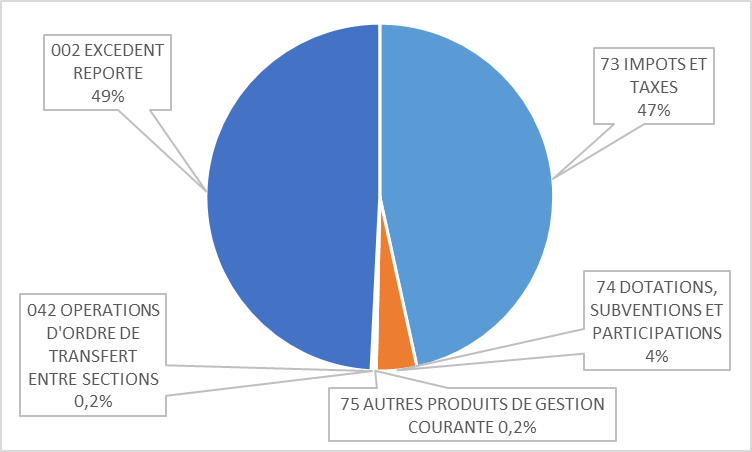 002 EXCEDENT
REPORTE
49%
73 IMPOTS ET
TAXES
47%
74 DOTATIONS,
SUBVENTIONS ET
PARTICIPATIONS
4%
042 OPERATIONS
D'ORDRE DE
TRANSFERT
ENTRE SECTIONS
0,2%
75 AUTRES PRODUITS DE GESTION
COURANTE 0,2%